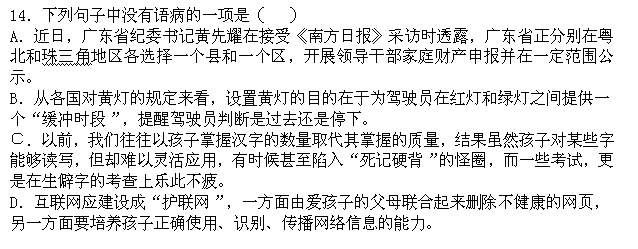 14．下列句子中没有语病的一项是（　　）
A．近日，广东省纪委书记黄先耀在接受《南方日报》采访时透露，广东省正分别在粤
北和珠三角地区各选择一个县和一个区，开展领导干部家庭财产申报并在一定范围公
示。
B．从各国对黄灯的规定来看，设置黄灯的目的在于为驾驶员在红灯和绿灯之间提供一
个“缓冲时段”，提醒驾驶员判断是过去还是停下。
C．以前，我们往往以孩子掌握汉字的数量取代其掌握的质量，结果虽然孩子对某些字
能够读写，但却难以灵活应用，有时候甚至陷入“死记硬背”的怪圈，而一些考试，更
是在生僻字的考查上乐此不疲。
D．互联网应建设成“护联网”，一方面由爱孩子的父母联合起来删除不健康的网页，
另一方面要培养孩子正确使用、识别、传播网络信息的能力。